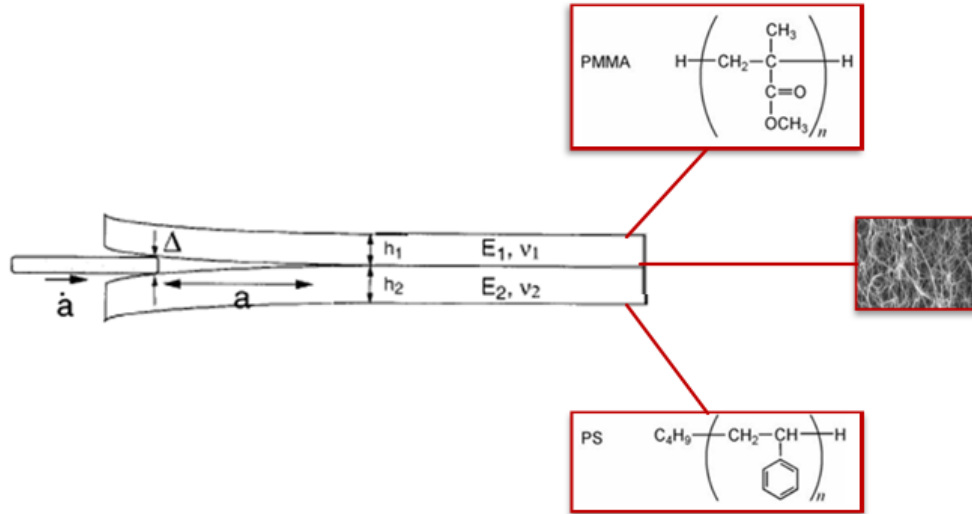 PMMA
H
CH₂
C
H
CH₃
C=O
OCH₃
n
Δ
ȧ
a
h₁
E₁, ν₁
h₂
E₂, ν₂
PS
C₄H₉
CH₂
CH
H
n